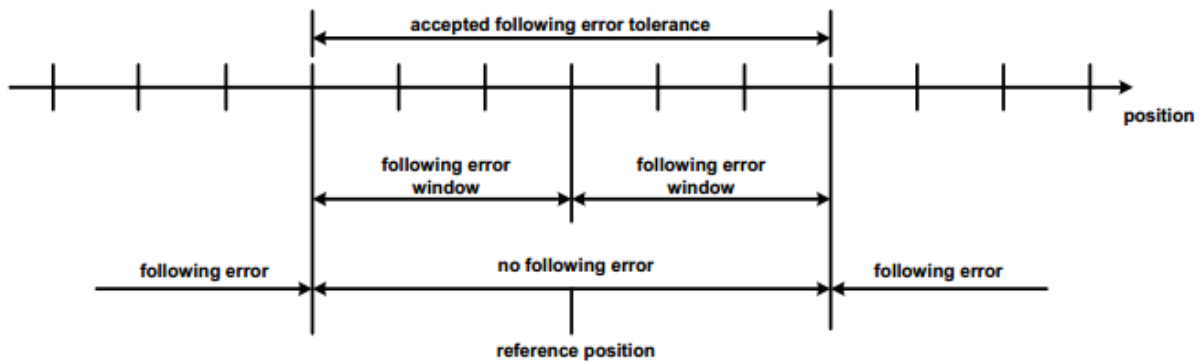 accepted following error tolerance
position
following error
window
following error
window
following error
no following error
following error
reference position